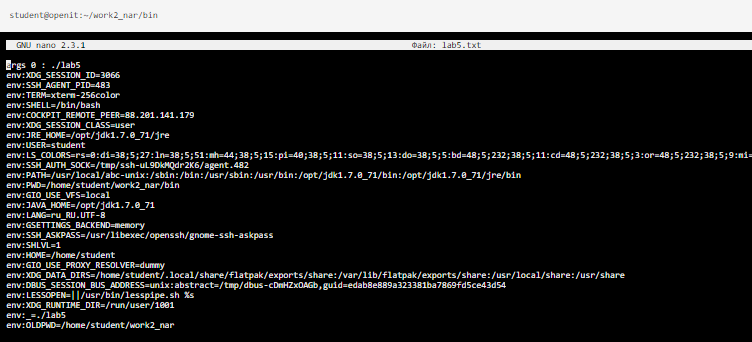 student@openit:~/work2_nar/bin
GNU nano 2.3.1 Файл: lab5.txt
args 0 : ./lab5
env:XDG_SESSION_ID=3066
env:SSH_AGENT_PID=483
env:TERM=xterm-256color
env:SHELL=/bin/bash
env:COCKPIT_REMOTE_PEER=88.201.141.179
env:XDG_SESSION_CLASS=user
env:JRE_HOME=/opt/jdk1.7.0_71/jre
env:USER=student
env:LS_COLORS=rs=0:di=38;5;27:ln=38;5;51:mh=44;38;5;15:pi=40;38;5;11:so=38;5;13:do=38;5;5:bd=48;5;232;38;5;11:cd=48;5;232;38;5;3:or=48;5;232;38;5;9:mi=
env:SSH_AUTH_SOCK=/tmp/ssh-uL9DkMQdr2K6/agent.482
env:PATH=/usr/local/abc-unix:/sbin:/bin:/usr/sbin:/usr/bin:/opt/jdk1.7.0_71/bin:/opt/jdk1.7.0_71/jre/bin
env:PWD=/home/student/work2_nar/bin
env:GIO_USE_VFS=local
env:JAVA_HOME=/opt/jdk1.7.0_71
env:LANG=ru_RU.UTF-8
env:GSETTINGS_BACKEND=memory
env:SSH_ASKPASS=/usr/libexec/openssh/gnome-ssh-askpass
env:SHLVL=1
env:HOME=/home/student
env:GIO_USE_PROXY_RESOLVER=dummy
env:XDG_DATA_DIRS=/home/student/.local/share/flatpak/exports/share:/var/lib/flatpak/exports/share:/usr/local/share:/usr/share
env:DBUS_SESSION_BUS_ADDRESS=unix:abstract=/tmp/dbus-cDmHZxOAGb,guid=edab8e889a323381ba7869fd5ce43d54
env:LESSOPEN=||/usr/bin/lesspipe.sh %s
env:XDG_RUNTIME_DIR=/run/user/1001
env:_=./lab5
env:OLDPWD=/home/student/work2_nar